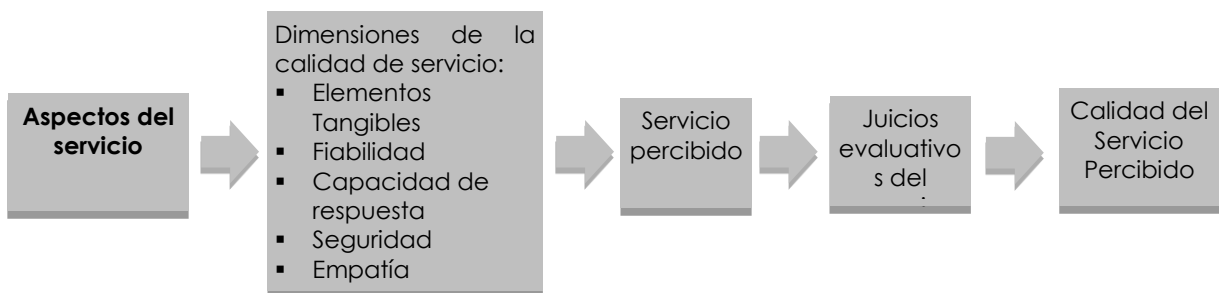 Aspectos del
servicio
Dimensiones de la
calidad de servicio:
▪ Elementos
Tangibles
▪ Fiabilidad
▪ Capacidad de
respuesta
▪ Seguridad
▪ Empatía
Servicio
percibido
Juicios
evaluativo
s del
Calidad del
Servicio
Percibido